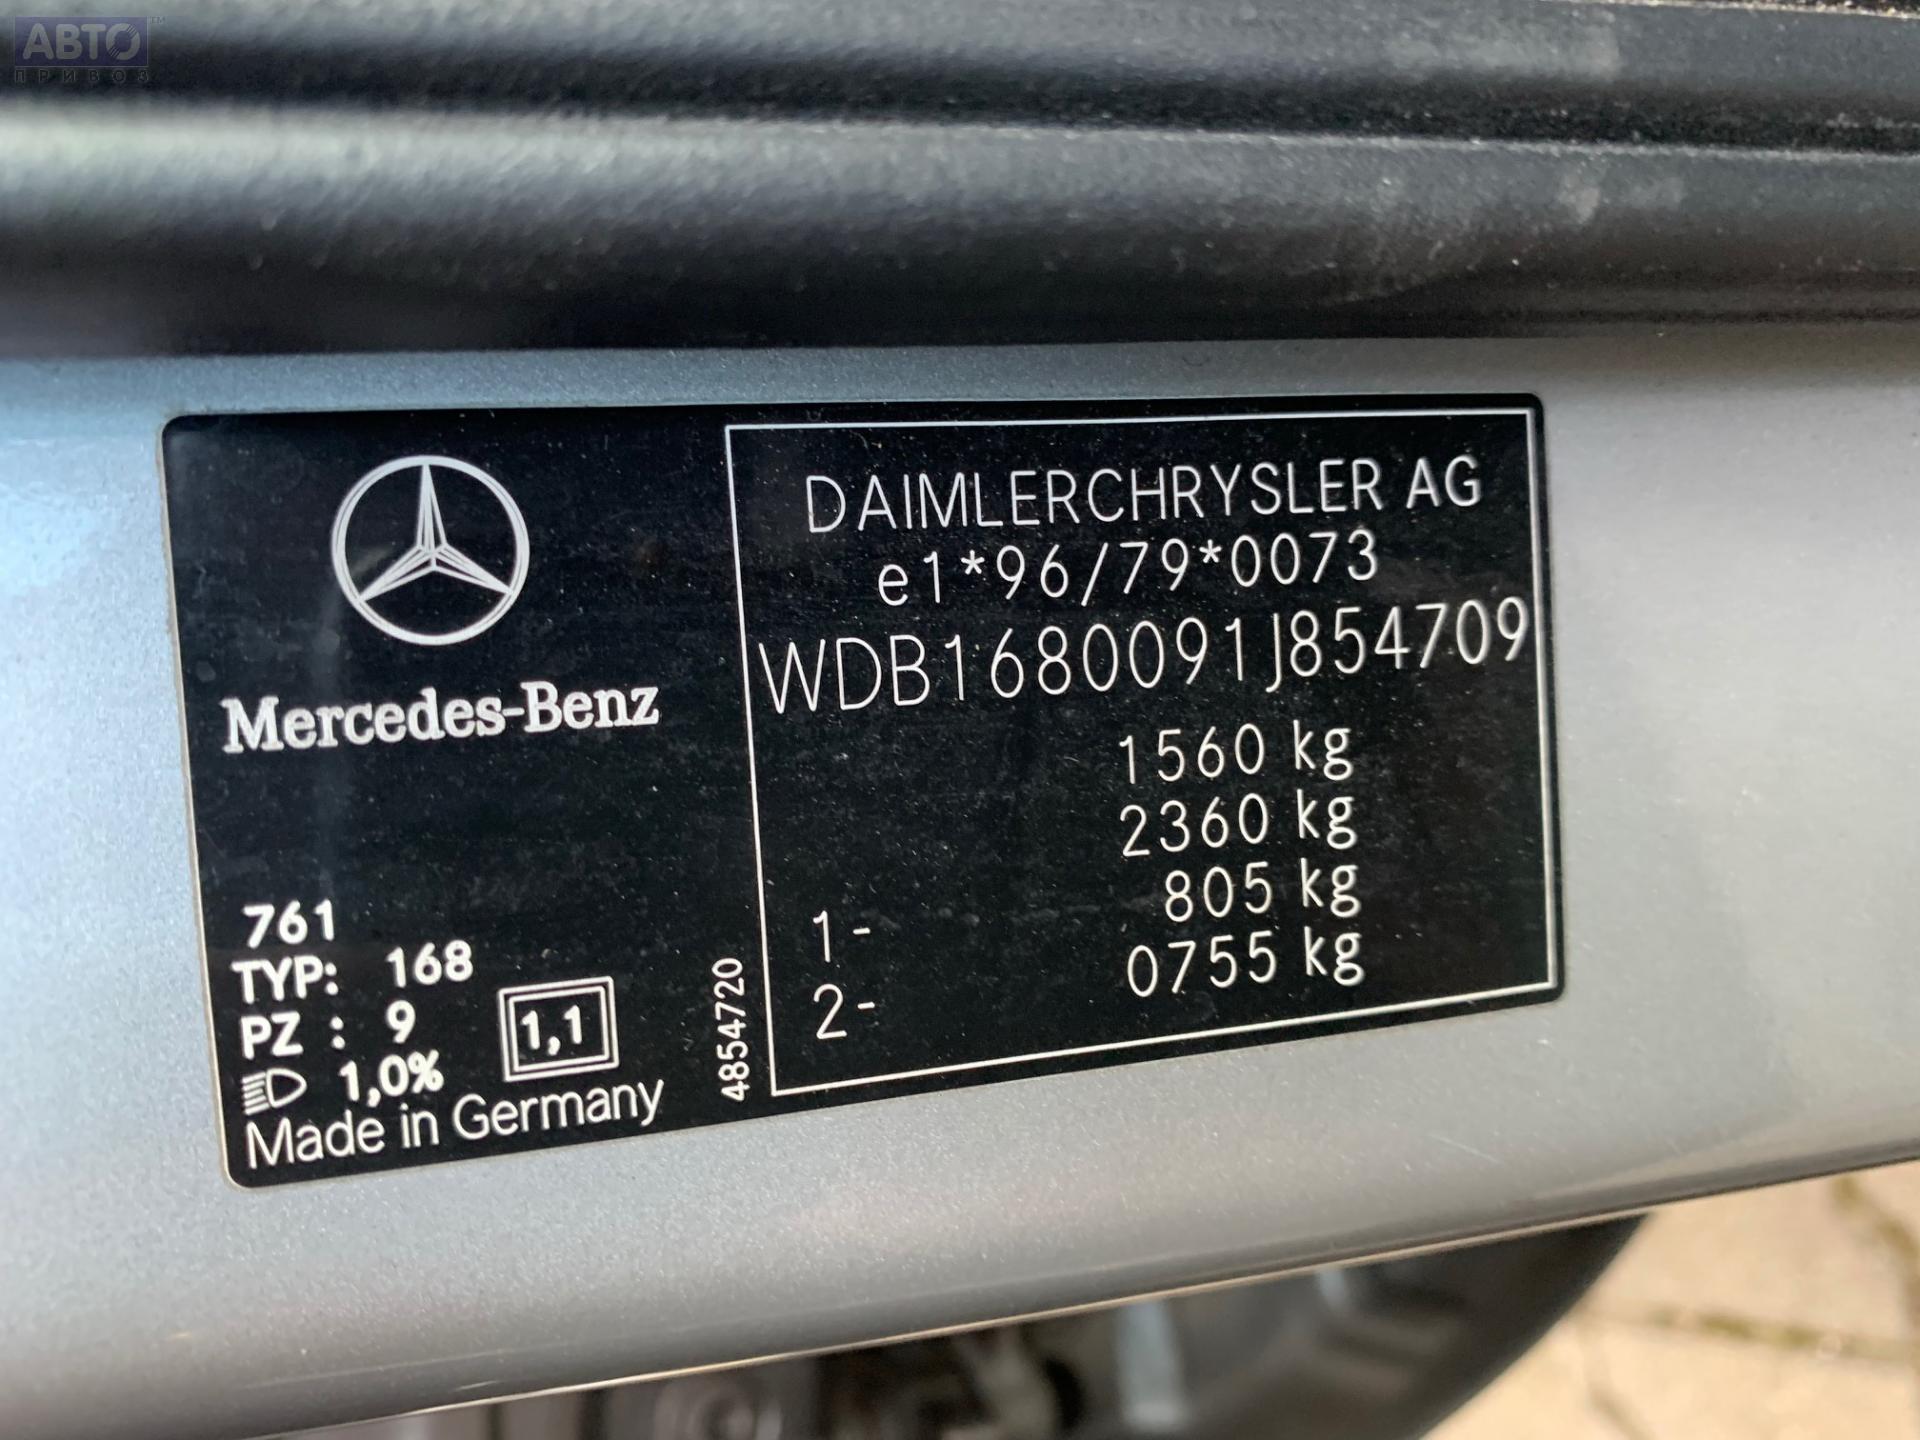 АВТО™
ПРИВОЗ
Mercedes-Benz
761
TYP: 168
PZ : 9
1,0%
1,1
Made in Germany
4854720
DAIMLERCHRYSLER AG
e1*96/79*0073
WDB1680091J854709
1560 kg
2360 kg
1- 805 kg
2- 0755 kg